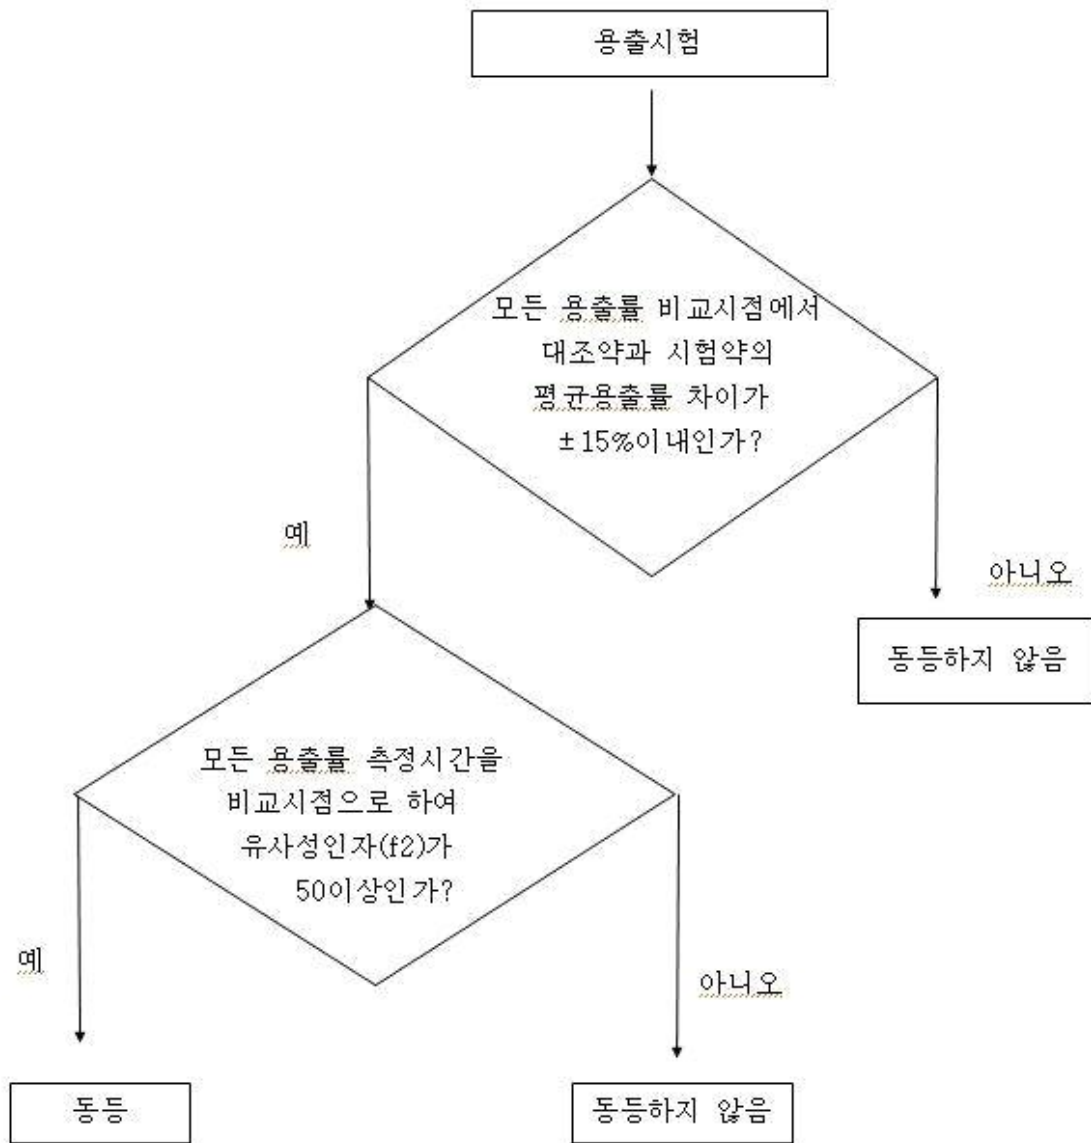 용출시험
모든 용출률 비교시점에서
대조약과 시험약의
평균용출률 차이가
±15%이내인가?
예
아니오
동등하지 않음
모든 용출률 측정시간을
비교시점으로 하여
유사성인자(f2)가
50이상인가?
예
아니오
동등
동등하지 않음